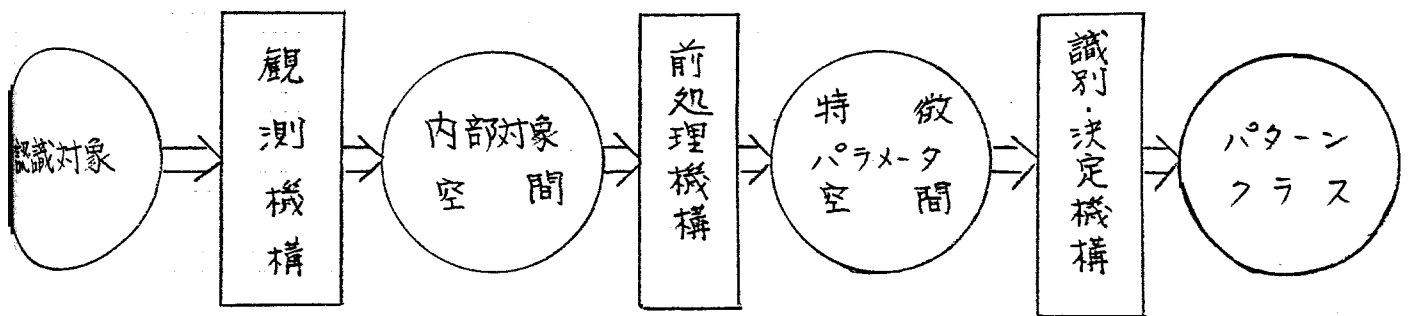 認識対象
観測機構
内部対象
空間
前処理機構
特徴
パラメータ
空間
識別・決定機構
パターン
クラス